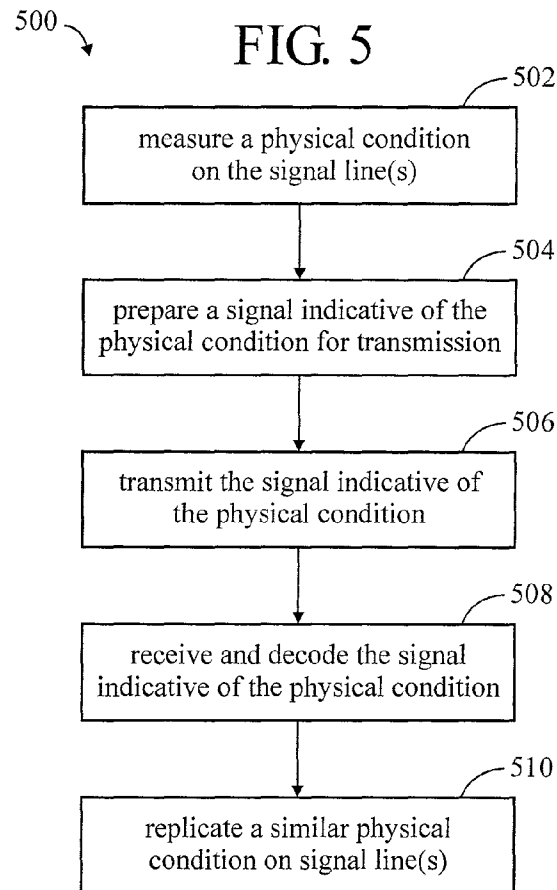 500
FIG. 5
502
measure a physical condition
on the signal line(s)
504
prepare a signal indicative of the
physical condition for transmission
506
transmit the signal indicative of
the physical condition
508
receive and decode the signal
indicative of the physical condition
510
replicate a similar physical
condition on signal line(s)